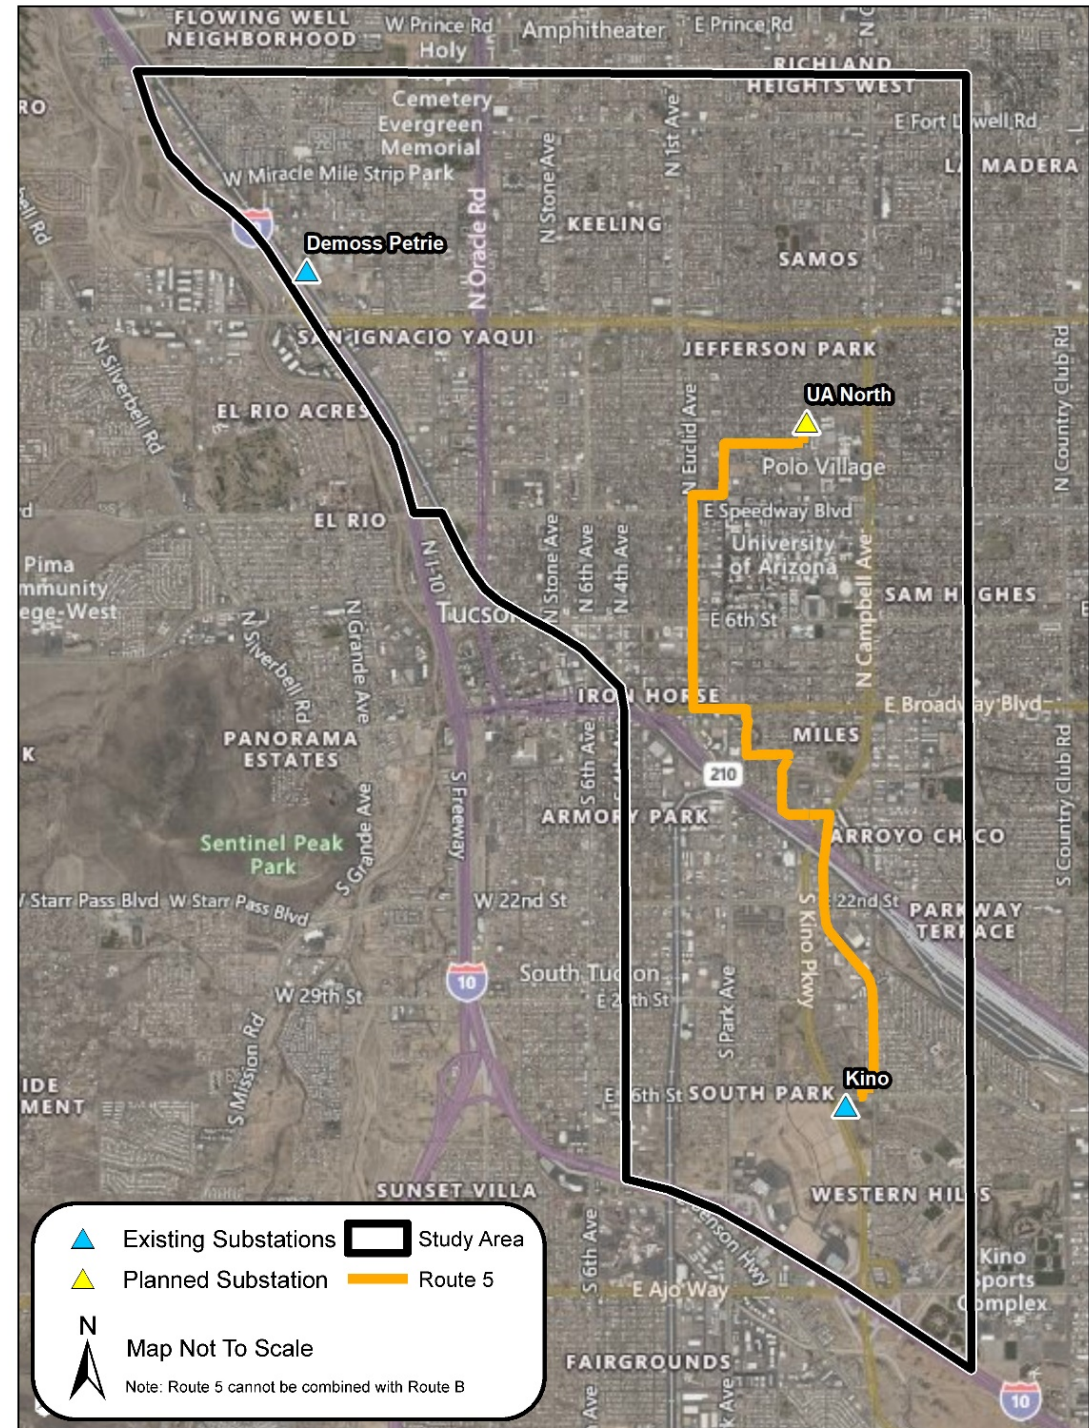 FLOWING WELL
NEIGHBORHOOD
W Prince Rd
Holy
Hope
Cemetery
Evergreen
Memorial
Park
Amphitheater
E Prince Rd
RICHLAND
HEIGHTS WEST
RO
E Fort Lowell Rd
LA MADERA
W Miracle Mile Strip
N Oracle Rd
N Stone Ave
N 1st Ave
KEELING
SAMOS
Demoss Petrie
SAN IGNACIO YAQUI
JEFFERSON PARK
N Silverbell Rd
EL RIO ACRES
UA North
N Euclid Ave
Polo Village
N Country Club Rd
EL RIO
E Speedway Blvd
University
of Arizona
Pima
mmunity
ege-West
N I-10
N Stone Ave
N 6th Ave
N 4th Ave
N Campbell Ave
SAM HUGHES
Tucson
E 6th St
N Silverbell Rd
N Grande Ave
IRON HORSE
E Broadway Blvd
PANORAMA
ESTATES
K
MILES
S 6th Ave
210
S Freeway
ARMORY PARK
ARROYO CHICO
S Country Club Rd
Sentinel Peak
Park
S Grande Ave
W Starr Pass Blvd
W Starr Pass Blvd
W 22nd St
E 22nd St
PARKWAY
TERRACE
S Kino Pkwy
10
South Tucson
W 29th St
S Park Ave
S Mission Rd
Kino
IDE
MENT
SOUTH PARK
SUNSET VILLA
WESTERN HILLS
S 6th Ave
Benson Hwy
Kino
Sports
Complex
E Ajo Way
FAIRGROUNDS
10
Existing Substations
Study Area
Planned Substation
Route 5
N
Map Not To Scale
Note: Route 5 cannot be combined with Route B